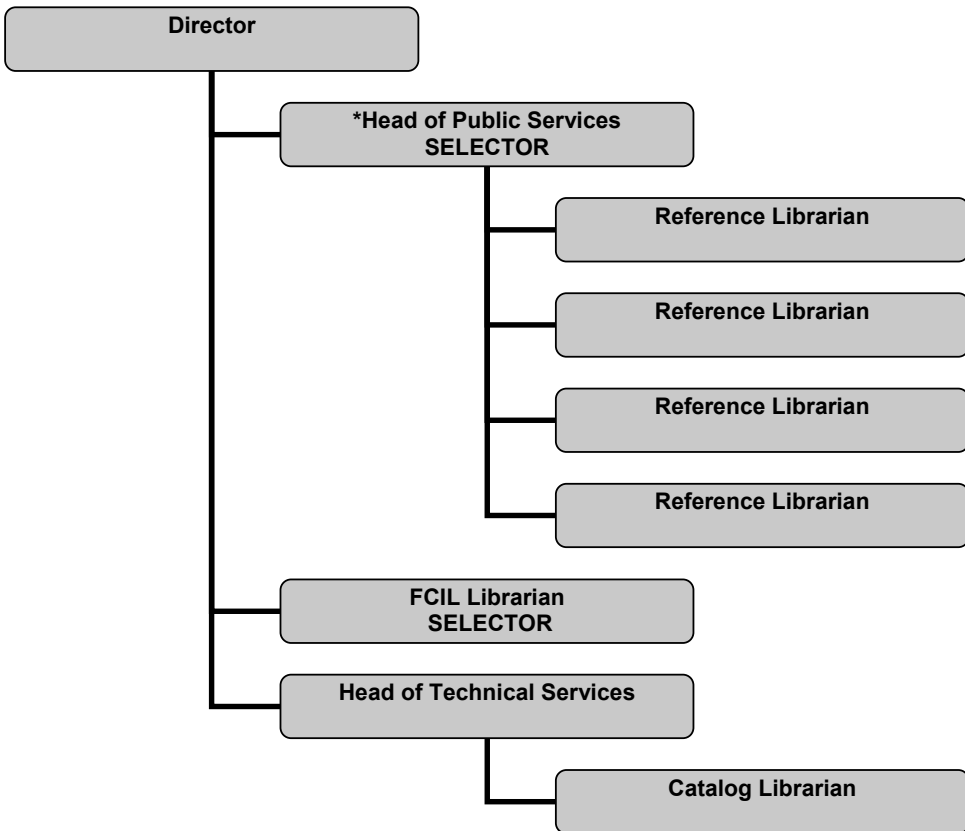 Director
*Head of Public Services
SELECTOR
Reference Librarian
Reference Librarian
Reference Librarian
Reference Librarian
FCIL Librarian
SELECTOR
Head of Technical Services
Catalog Librarian